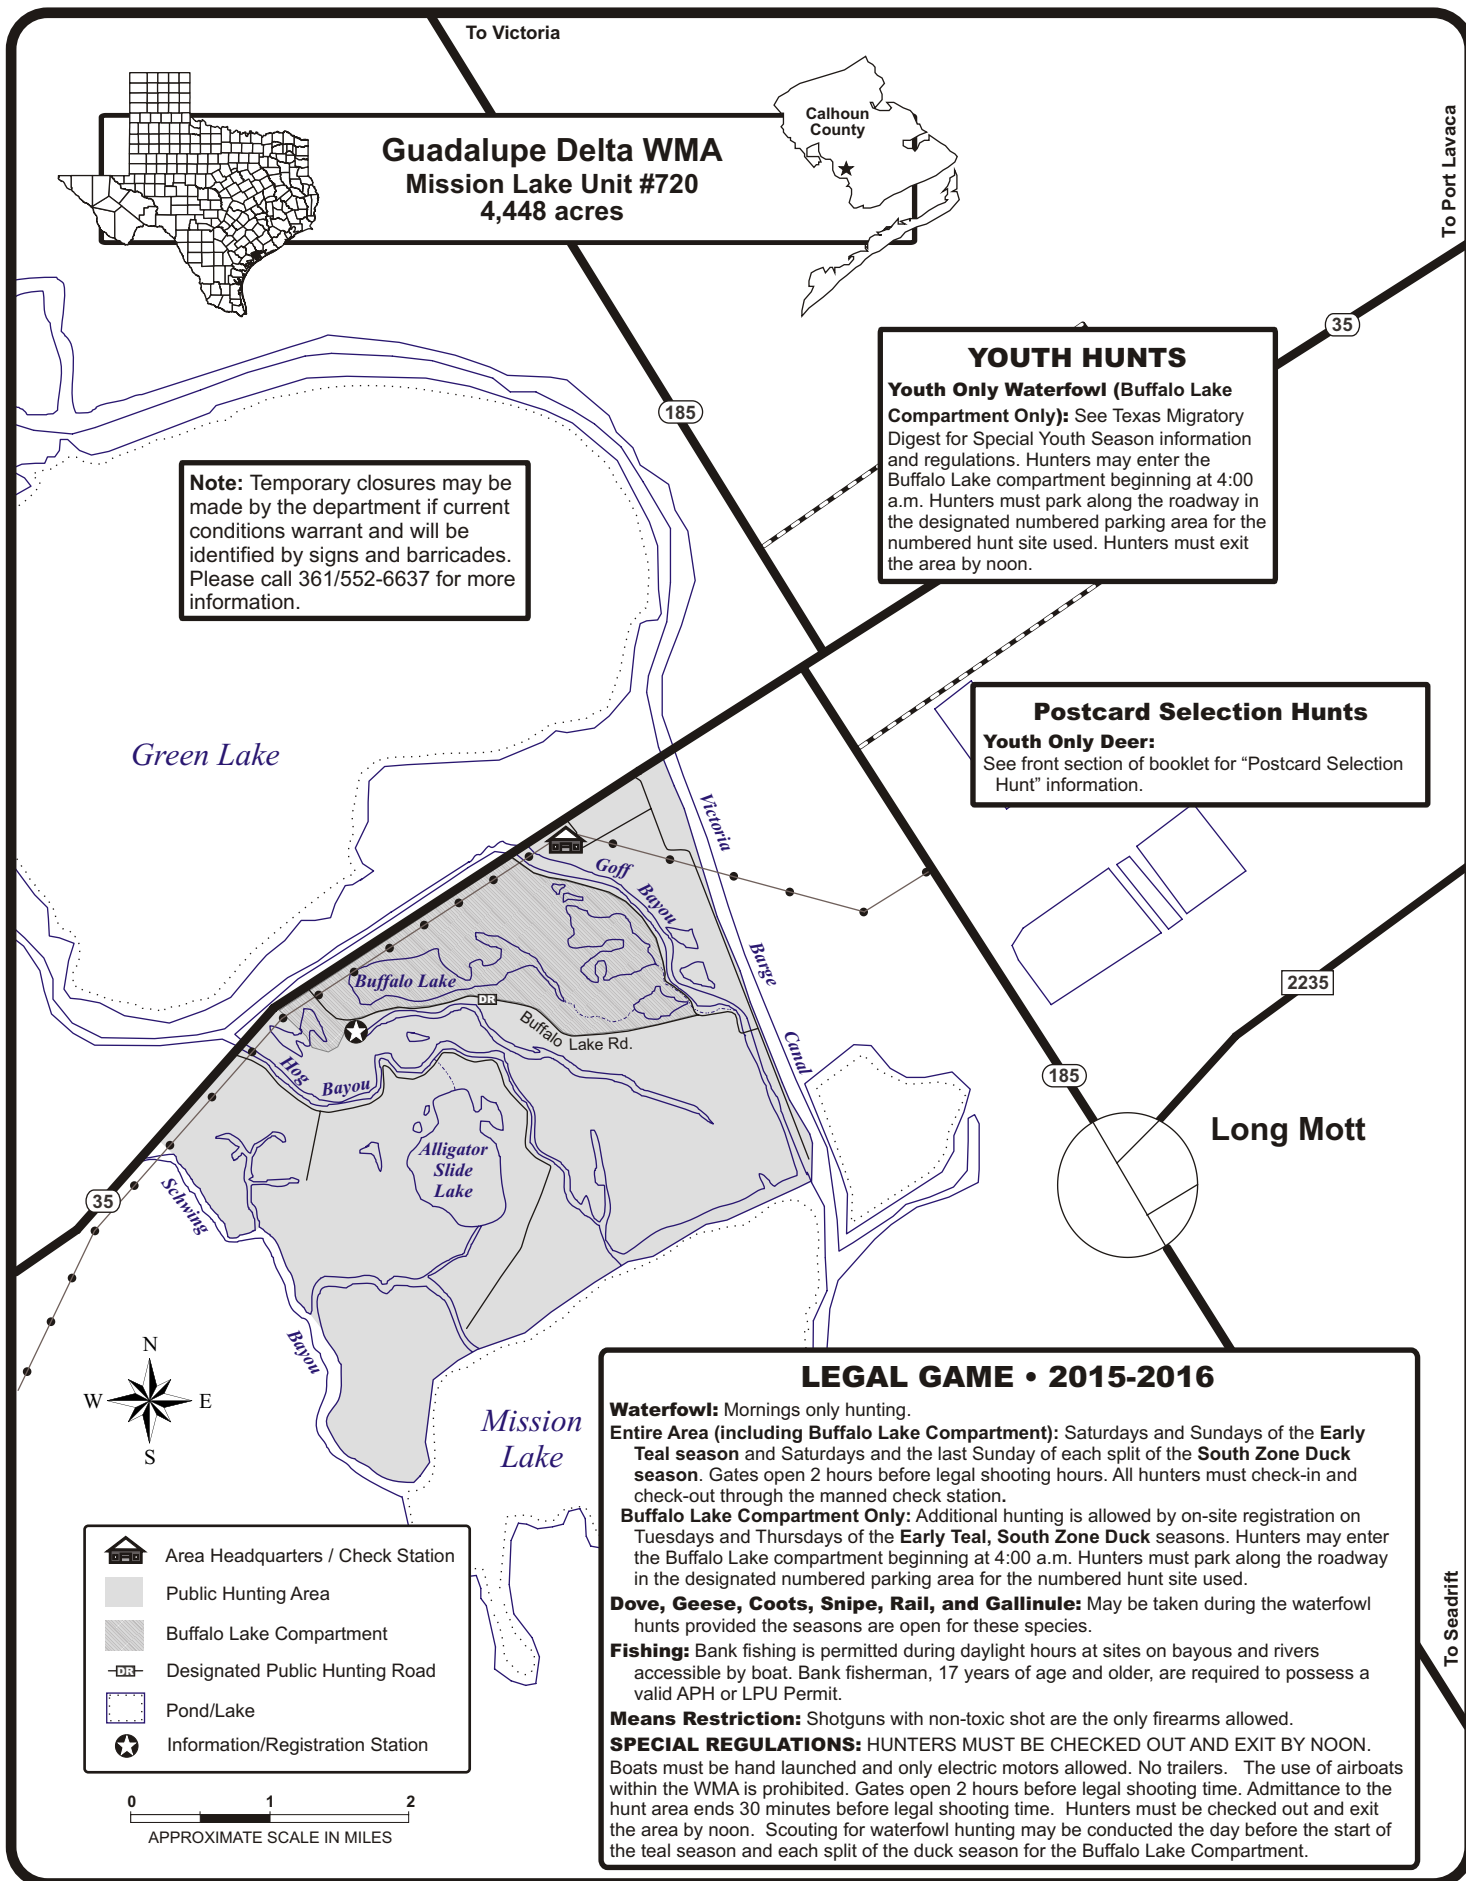 To Victoria
Guadalupe Delta WMA
Mission Lake Unit #720
4,448 acres
Calhoun
County
To Port Lavaca
35
185
YOUTH HUNTS
Youth Only Waterfowl (Buffalo Lake
Compartment Only): See Texas Migratory
Digest for Special Youth Season information
and regulations. Hunters may enter the
Buffalo Lake compartment beginning at 4:00
a.m. Hunters must park along the roadway in
the designated numbered parking area for the
numbered hunt site used. Hunters must exit
the area by noon.
Note: Temporary closures may be
made by the department if current
conditions warrant and will be
identified by signs and barricades.
Please call 361/552-6637 for more
information.
Postcard Selection Hunts
Youth Only Deer:
See front section of booklet for “Postcard Selection
Hunt” information.
Green Lake
Victoria
Barge
Canal
Goff
Bayou
Buffalo Lake
DR
Buffalo Lake Rd.
Hog
Bayou
2235
185
Long Mott
Alligator
Slide
Lake
Schwing
Bayou
35
N
W
E
S
Mission
Lake
LEGAL GAME • 2015-2016
Waterfowl: Mornings only hunting.
Entire Area (including Buffalo Lake Compartment): Saturdays and Sundays of the Early
Teal season and Saturdays and the last Sunday of each split of the South Zone Duck
season. Gates open 2 hours before legal shooting hours. All hunters must check-in and
check-out through the manned check station.
Buffalo Lake Compartment Only: Additional hunting is allowed by on-site registration on
Tuesdays and Thursdays of the Early Teal, South Zone Duck seasons. Hunters may enter
the Buffalo Lake compartment beginning at 4:00 a.m. Hunters must park along the roadway
in the designated numbered parking area for the numbered hunt site used.
Dove, Geese, Coots, Snipe, Rail, and Gallinule: May be taken during the waterfowl
hunts provided the seasons are open for these species.
Fishing: Bank fishing is permitted during daylight hours at sites on bayous and rivers
accessible by boat. Bank fisherman, 17 years of age and older, are required to possess a
valid APH or LPU Permit.
Means Restriction: Shotguns with non-toxic shot are the only firearms allowed.
SPECIAL REGULATIONS: HUNTERS MUST BE CHECKED OUT AND EXIT BY NOON.
Boats must be hand launched and only electric motors allowed. No trailers. The use of airboats
within the WMA is prohibited. Gates open 2 hours before legal shooting time. Admittance to the
hunt area ends 30 minutes before legal shooting time. Hunters must be checked out and exit
the area by noon. Scouting for waterfowl hunting may be conducted the day before the start of
the teal season and each split of the duck season for the Buffalo Lake Compartment.
To Seadrift
Area Headquarters / Check Station
Public Hunting Area
Buffalo Lake Compartment
DR
Designated Public Hunting Road
Pond/Lake
Information/Registration Station
0 1 2
APPROXIMATE SCALE IN MILES